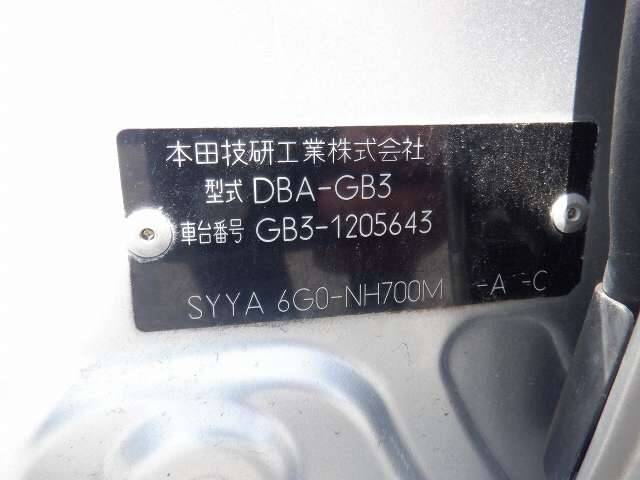 本田技研工業株式会社
型式 DBA-GB3
車台番号 GB3-1205643
SYYA 6G0-NH700M -A -C